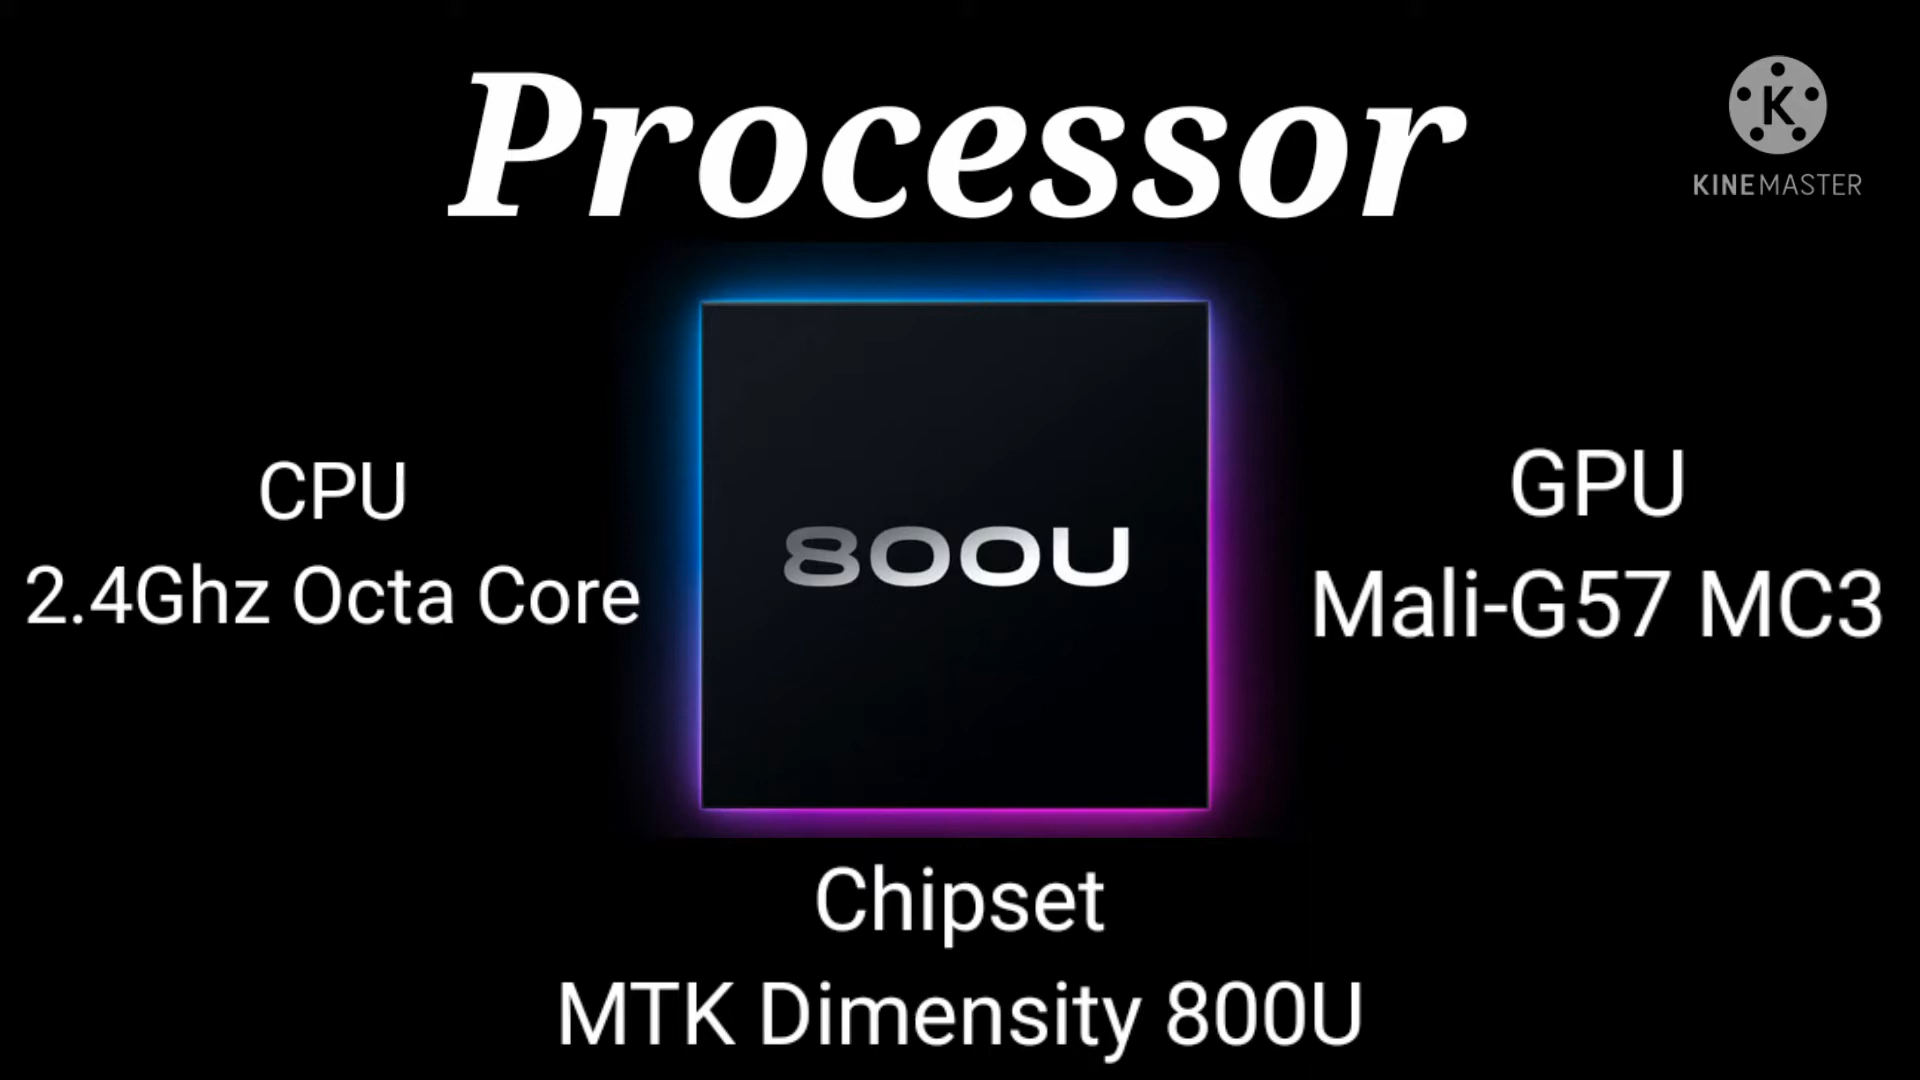 Processor
KINEMASTER
CPU
2.4Ghz Octa Core
800U
GPU
Mali-G57 MC3
Chipset
MTK Dimensity 800U